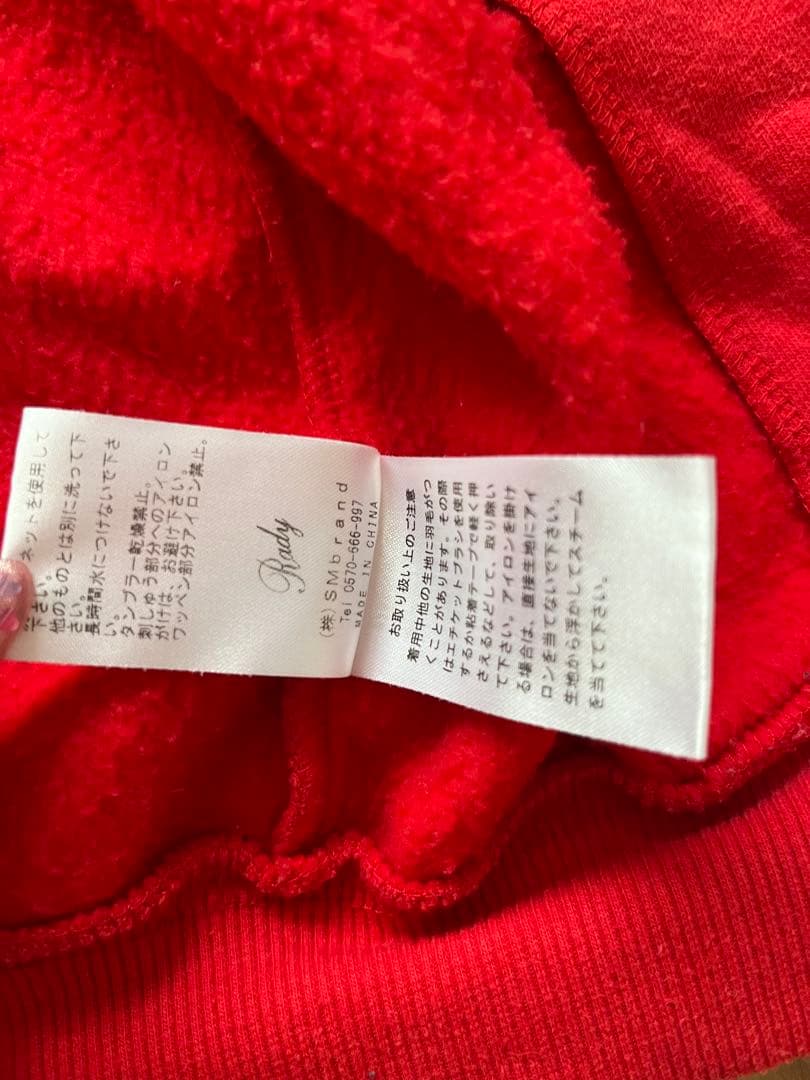 ネットを使用して
下さい。
他のものとは別に洗って下
さい。
長時間水につけないで下さ
い。
タンブラー乾燥禁止。
刺しゅう部分へのアイロン
がけは、お避け下さい。
ワッペン部分アイロン禁止。
Rady
(株) SMbrand
Tel 0570-666-997
MADE IN CHINA
お取り扱い上のご注意
着用中他の生地に羽毛がつ
くことがあります。その際
はエチケットブラシを使用
するか粘着テープで軽く押
さえるなどして、取り除い
て下さい。アイロンを掛け
る場合は、直接生地にアイ
ロンを当てないで下さい。
生地から浮かしてスチーム
を当てて下さい。